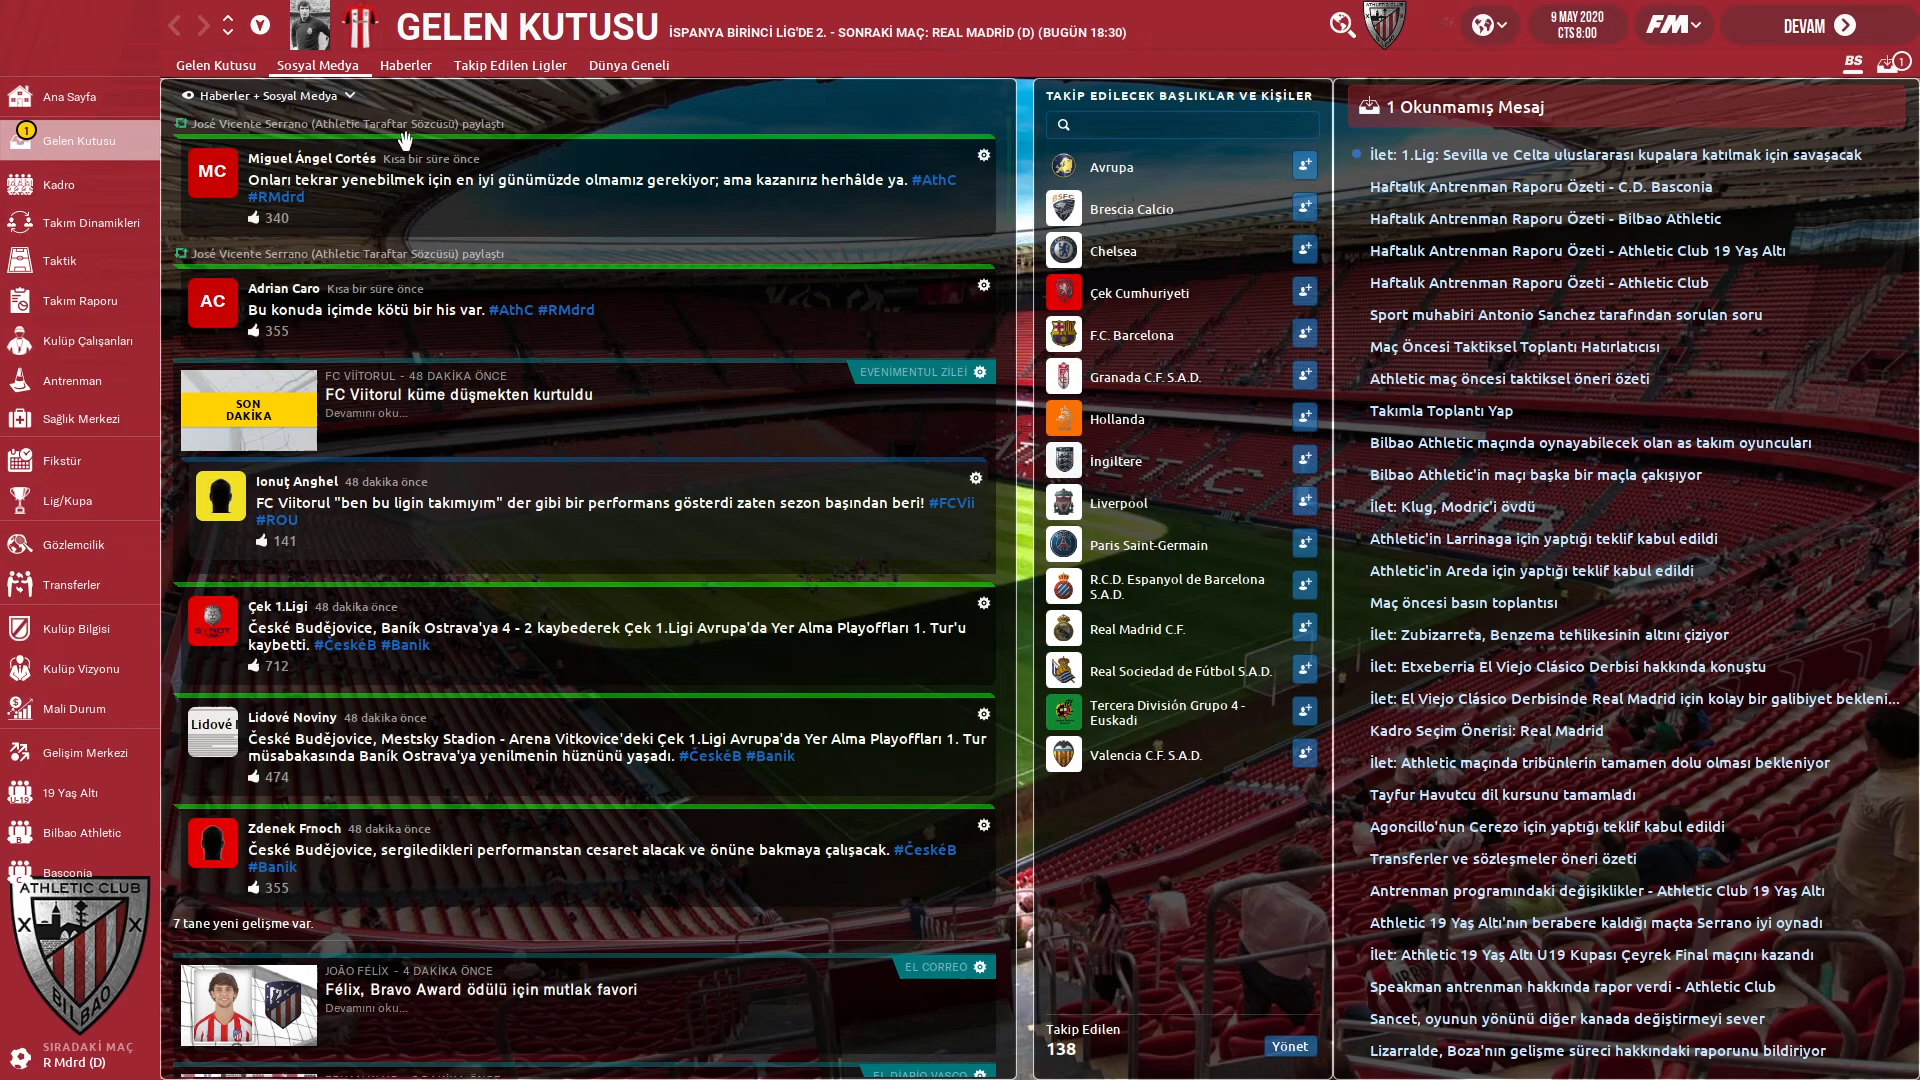 GELEN KUTUSU
İSPANYA BİRİNCİ LİG'DE 2. - SONRAKİ MAÇ: REAL MADRID (D) (BUGÜN 18:30)
9 MAY 2020
CTS 8:00
FM
DEVAM
Gelen Kutusu
Sosyal Medya
Haberler
Takip Edilen Ligler
Dünya Geneli
BS
1
Ana Sayfa
1
Gelen Kutusu
Kadro
Takım Dinamikleri
Taktik
Takım Raporu
Kulüp Çalışanları
Antrenman
Sağlık Merkezi
Fikstür
Lig/Kupa
Gözlemcilik
Transferler
Kulüp Bilgisi
Kulüp Vizyonu
Mali Durum
Gelişim Merkezi
19 Yaş Altı
Bilbao Athletic
Basconia
ATHLETIC CLUB
BILBAO
SIRADAKİ MAÇ
R Mdrd (D)
Haberler + Sosyal Medya
José Vicente Serrano (Athletic Taraftar Sözcüsü) paylaştı
MC
Miguel Ángel Cortés Kısa bir süre önce
Onları tekrar yenebilmek için en iyi günümüzde olmamız gerekiyor; ama kazanırız herhâlde ya. #AthC
#RMdrd
340
José Vicente Serrano (Athletic Taraftar Sözcüsü) paylaştı
AC
Adrian Caro Kısa bir süre önce
Bu konuda içimde kötü bir his var. #AthC #RMdrd
355
SON
DAKİKA
FC VİİTORUL - 48 DAKİKA ÖNCE
EVENİMENTUL ZİLEİ
FC Viitorul küme düşmekten kurtuldu
Devamını oku...
Ionuţ Anghel 48 dakika önce
FC Viitorul "ben bu ligin takımıyım" der gibi bir performans gösterdi zaten sezon başından beri! #FCVii
#ROU
141
Çek 1.Ligi 48 dakika önce
České Budějovice, Baník Ostrava'ya 4 - 2 kaybederek Çek 1.Ligi Avrupa'da Yer Alma Playoffları 1. Tur'u
kaybetti. #ČeskéB #Banik
712
Lidové
Lidové Noviny 48 dakika önce
České Budějovice, Mestsky Stadion - Arena Vitkovice'deki Çek 1.Ligi Avrupa'da Yer Alma Playoffları 1. Tur
müsabakasında Baník Ostrava'ya yenilmenin hüznünü yaşadı. #ČeskéB #Banik
474
Zdenek Frnoch 48 dakika önce
České Budějovice, sergiledikleri performanstan cesaret alacak ve önüne bakmaya çalışacak. #ČeskéB
#Banik
355
7 tane yeni gelişme var.
JOÃO FÉLİX - 4 DAKİKA ÖNCE
EL CORREO
Félix, Bravo Award ödülü için mutlak favori
Devamını oku...
EL DİARİO VASCO
TAKİP EDİLECEK BAŞLIKLAR VE KİŞİLER
Avrupa
Brescia Calcio
Chelsea
Çek Cumhuriyeti
F.C. Barcelona
Granada C.F. S.A.D.
Hollanda
İngiltere
Liverpool
Paris Saint-Germain
R.C.D. Espanyol de Barcelona
S.A.D.
Real Madrid C.F.
Real Sociedad de Fútbol S.A.D.
Tercera División Grupo 4 -
Euskadi
Valencia C.F. S.A.D.
Takip Edilen
138
Yönet
1 Okunmamış Mesaj
İlet: 1.Lig: Sevilla ve Celta uluslararası kupalara katılmak için savaşacak
Haftalık Antrenman Raporu Özeti - C.D. Basconia
Haftalık Antrenman Raporu Özeti - Bilbao Athletic
Haftalık Antrenman Raporu Özeti - Athletic Club 19 Yaş Altı
Haftalık Antrenman Raporu Özeti - Athletic Club
Sport muhabiri Antonio Sanchez tarafından sorulan soru
Maç Öncesi Taktiksel Toplantı Hatırlatıcısı
Athletic maç öncesi taktiksel öneri özeti
Takımla Toplantı Yap
Bilbao Athletic maçında oynayabilecek olan as takım oyuncuları
Bilbao Athletic'in maçı başka bir maçla çakışıyor
İlet: Klug, Modric'i övdü
Athletic'in Larrinaga için yaptığı teklif kabul edildi
Athletic'in Areda için yaptığı teklif kabul edildi
Maç öncesi basın toplantısı
İlet: Zubizarreta, Benzema tehlikesinin altını çiziyor
İlet: Etxeberria El Viejo Clásico Derbisi hakkında konuştu
İlet: El Viejo Clásico Derbisinde Real Madrid için kolay bir galibiyet bekleni...
Kadro Seçim Önerisi: Real Madrid
İlet: Athletic maçında tribünlerin tamamen dolu olması bekleniyor
Tayfur Havutcu dil kursunu tamamladı
Agoncillo'nun Cerezo için yaptığı teklif kabul edildi
Transferler ve sözleşmeler öneri özeti
Antrenman programındaki değişiklikler - Athletic Club 19 Yaş Altı
Athletic 19 Yaş Altı'nın berabere kaldığı maçta Serrano iyi oynadı
İlet: Athletic 19 Yaş Altı U19 Kupası Çeyrek Final maçını kazandı
Speakman antrenman hakkında rapor verdi - Athletic Club
Sancet, oyunun yönünü diğer kanada değiştirmeyi sever
Lizarralde, Boza'nın gelişme süreci hakkındaki raporunu bildiriyor